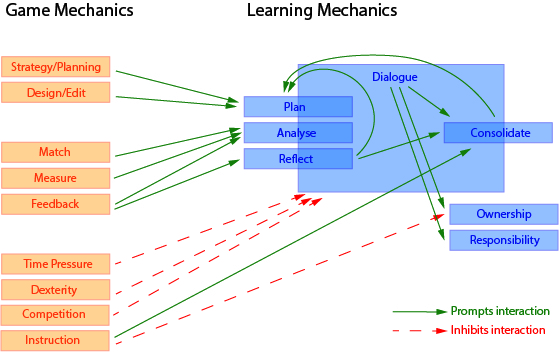 Game Mechanics
Learning Mechanics
Strategy/Planning
Design/Edit
Match
Measure
Feedback
Time Pressure
Dexterity
Competition
Instruction
Dialogue
Plan
Analyse
Reflect
Consolidate
Ownership
Responsibility
Prompts interaction
Inhibits interaction